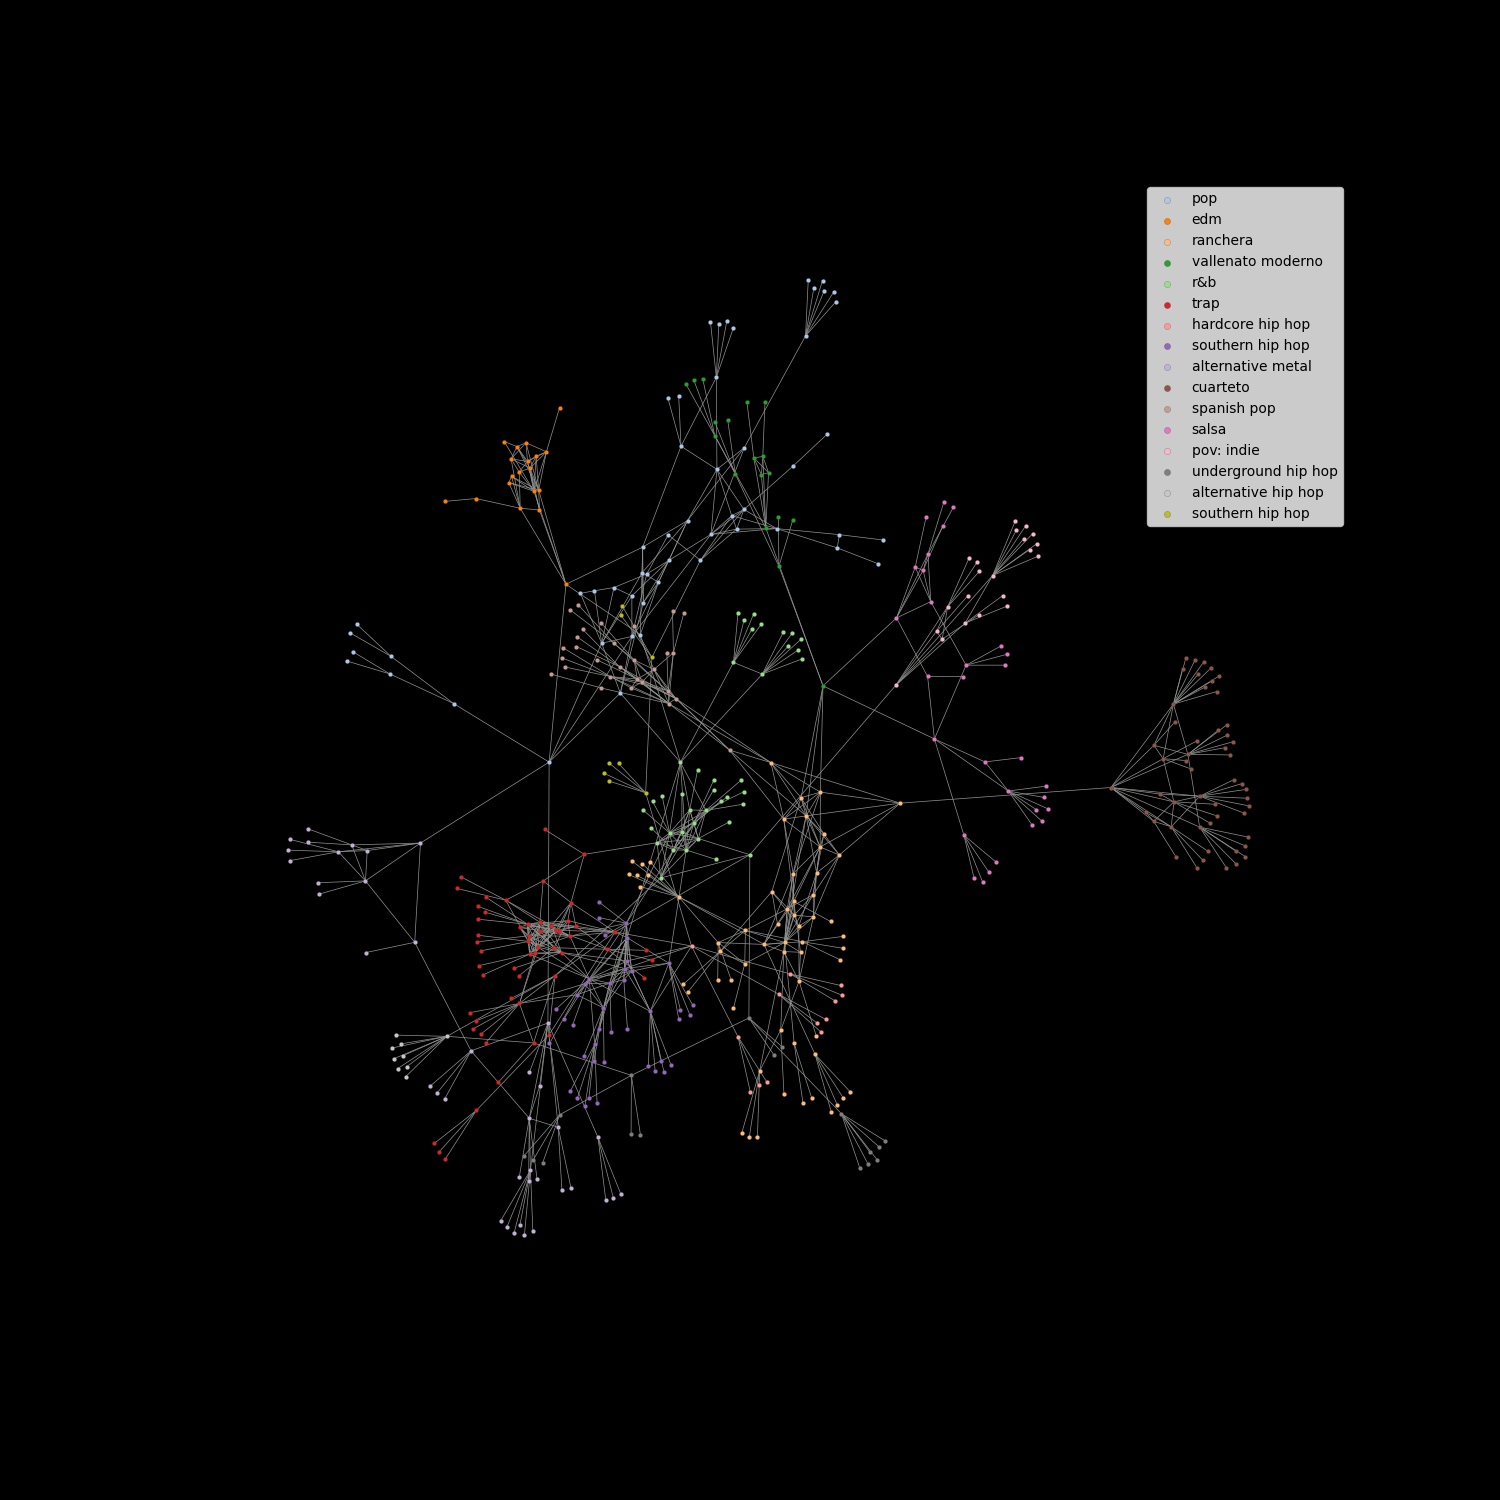 pop
edm
ranchera
vallenato moderno
r&b
trap
hardcore hip hop
southern hip hop
alternative metal
cuarteto
spanish pop
salsa
pov: indie
underground hip hop
alternative hip hop
southern hip hop